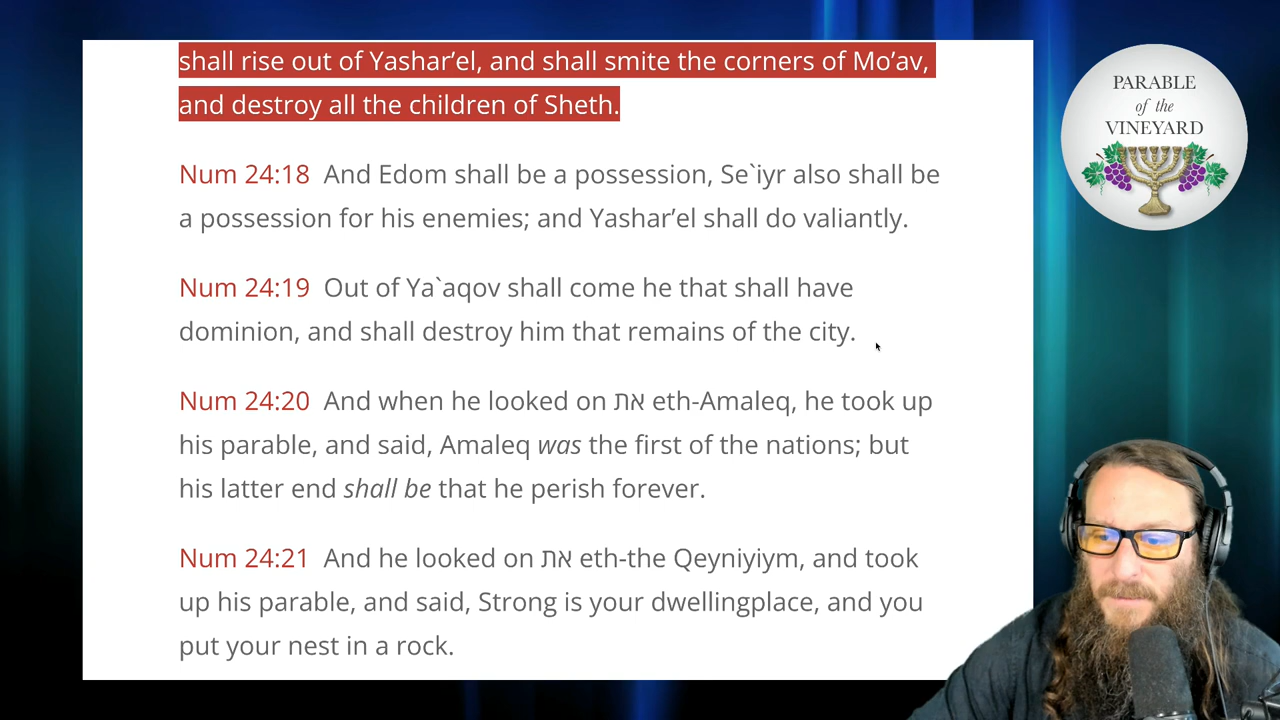 shall rise out of Yashar’el, and shall smite the corners of Mo’av,
and destroy all the children of Sheth.
Num 24:18 And Edom shall be a possession, Se`iyr also shall be
a possession for his enemies; and Yashar’el shall do valiantly.
Num 24:19 Out of Ya`aqov shall come he that shall have
dominion, and shall destroy him that remains of the city.
Num 24:20 And when he looked on את eth-Amaleq, he took up
his parable, and said, Amaleq was the first of the nations; but
his latter end shall be that he perish forever.
Num 24:21 And he looked on את eth-the Qeyniyiym, and took
up his parable, and said, Strong is your dwellingplace, and you
put your nest in a rock.
PARABLE
of the
VINEYARD